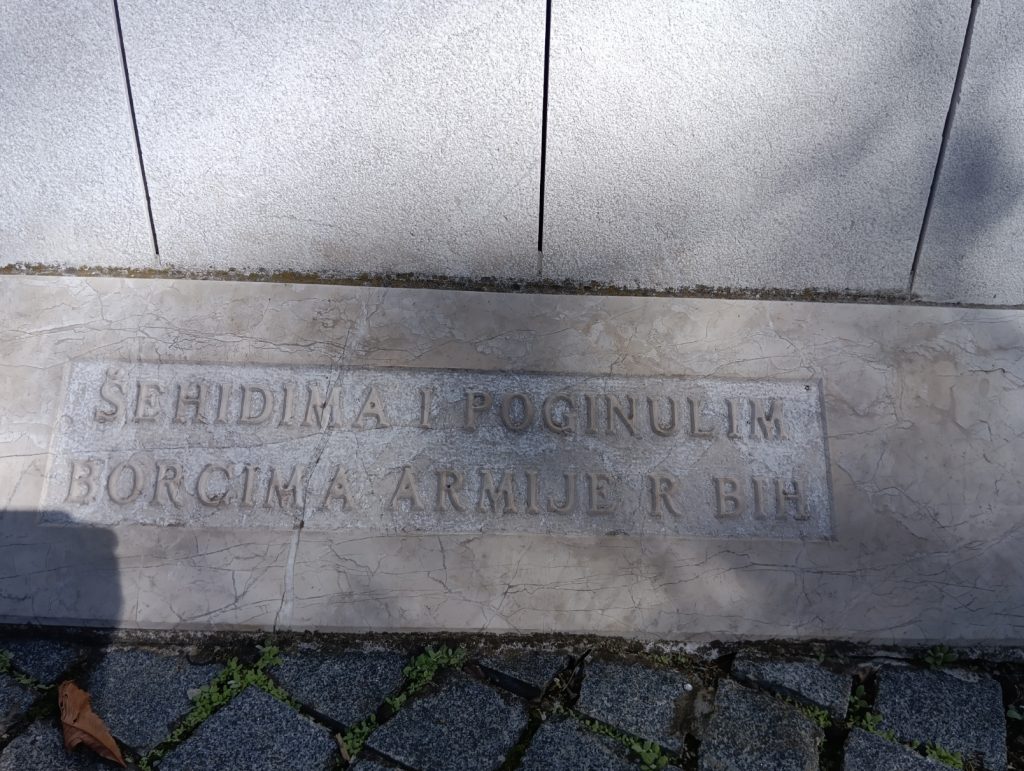 ŠEHIDIMA I POGINULIM
BORCIMA ARMIJE R BIH